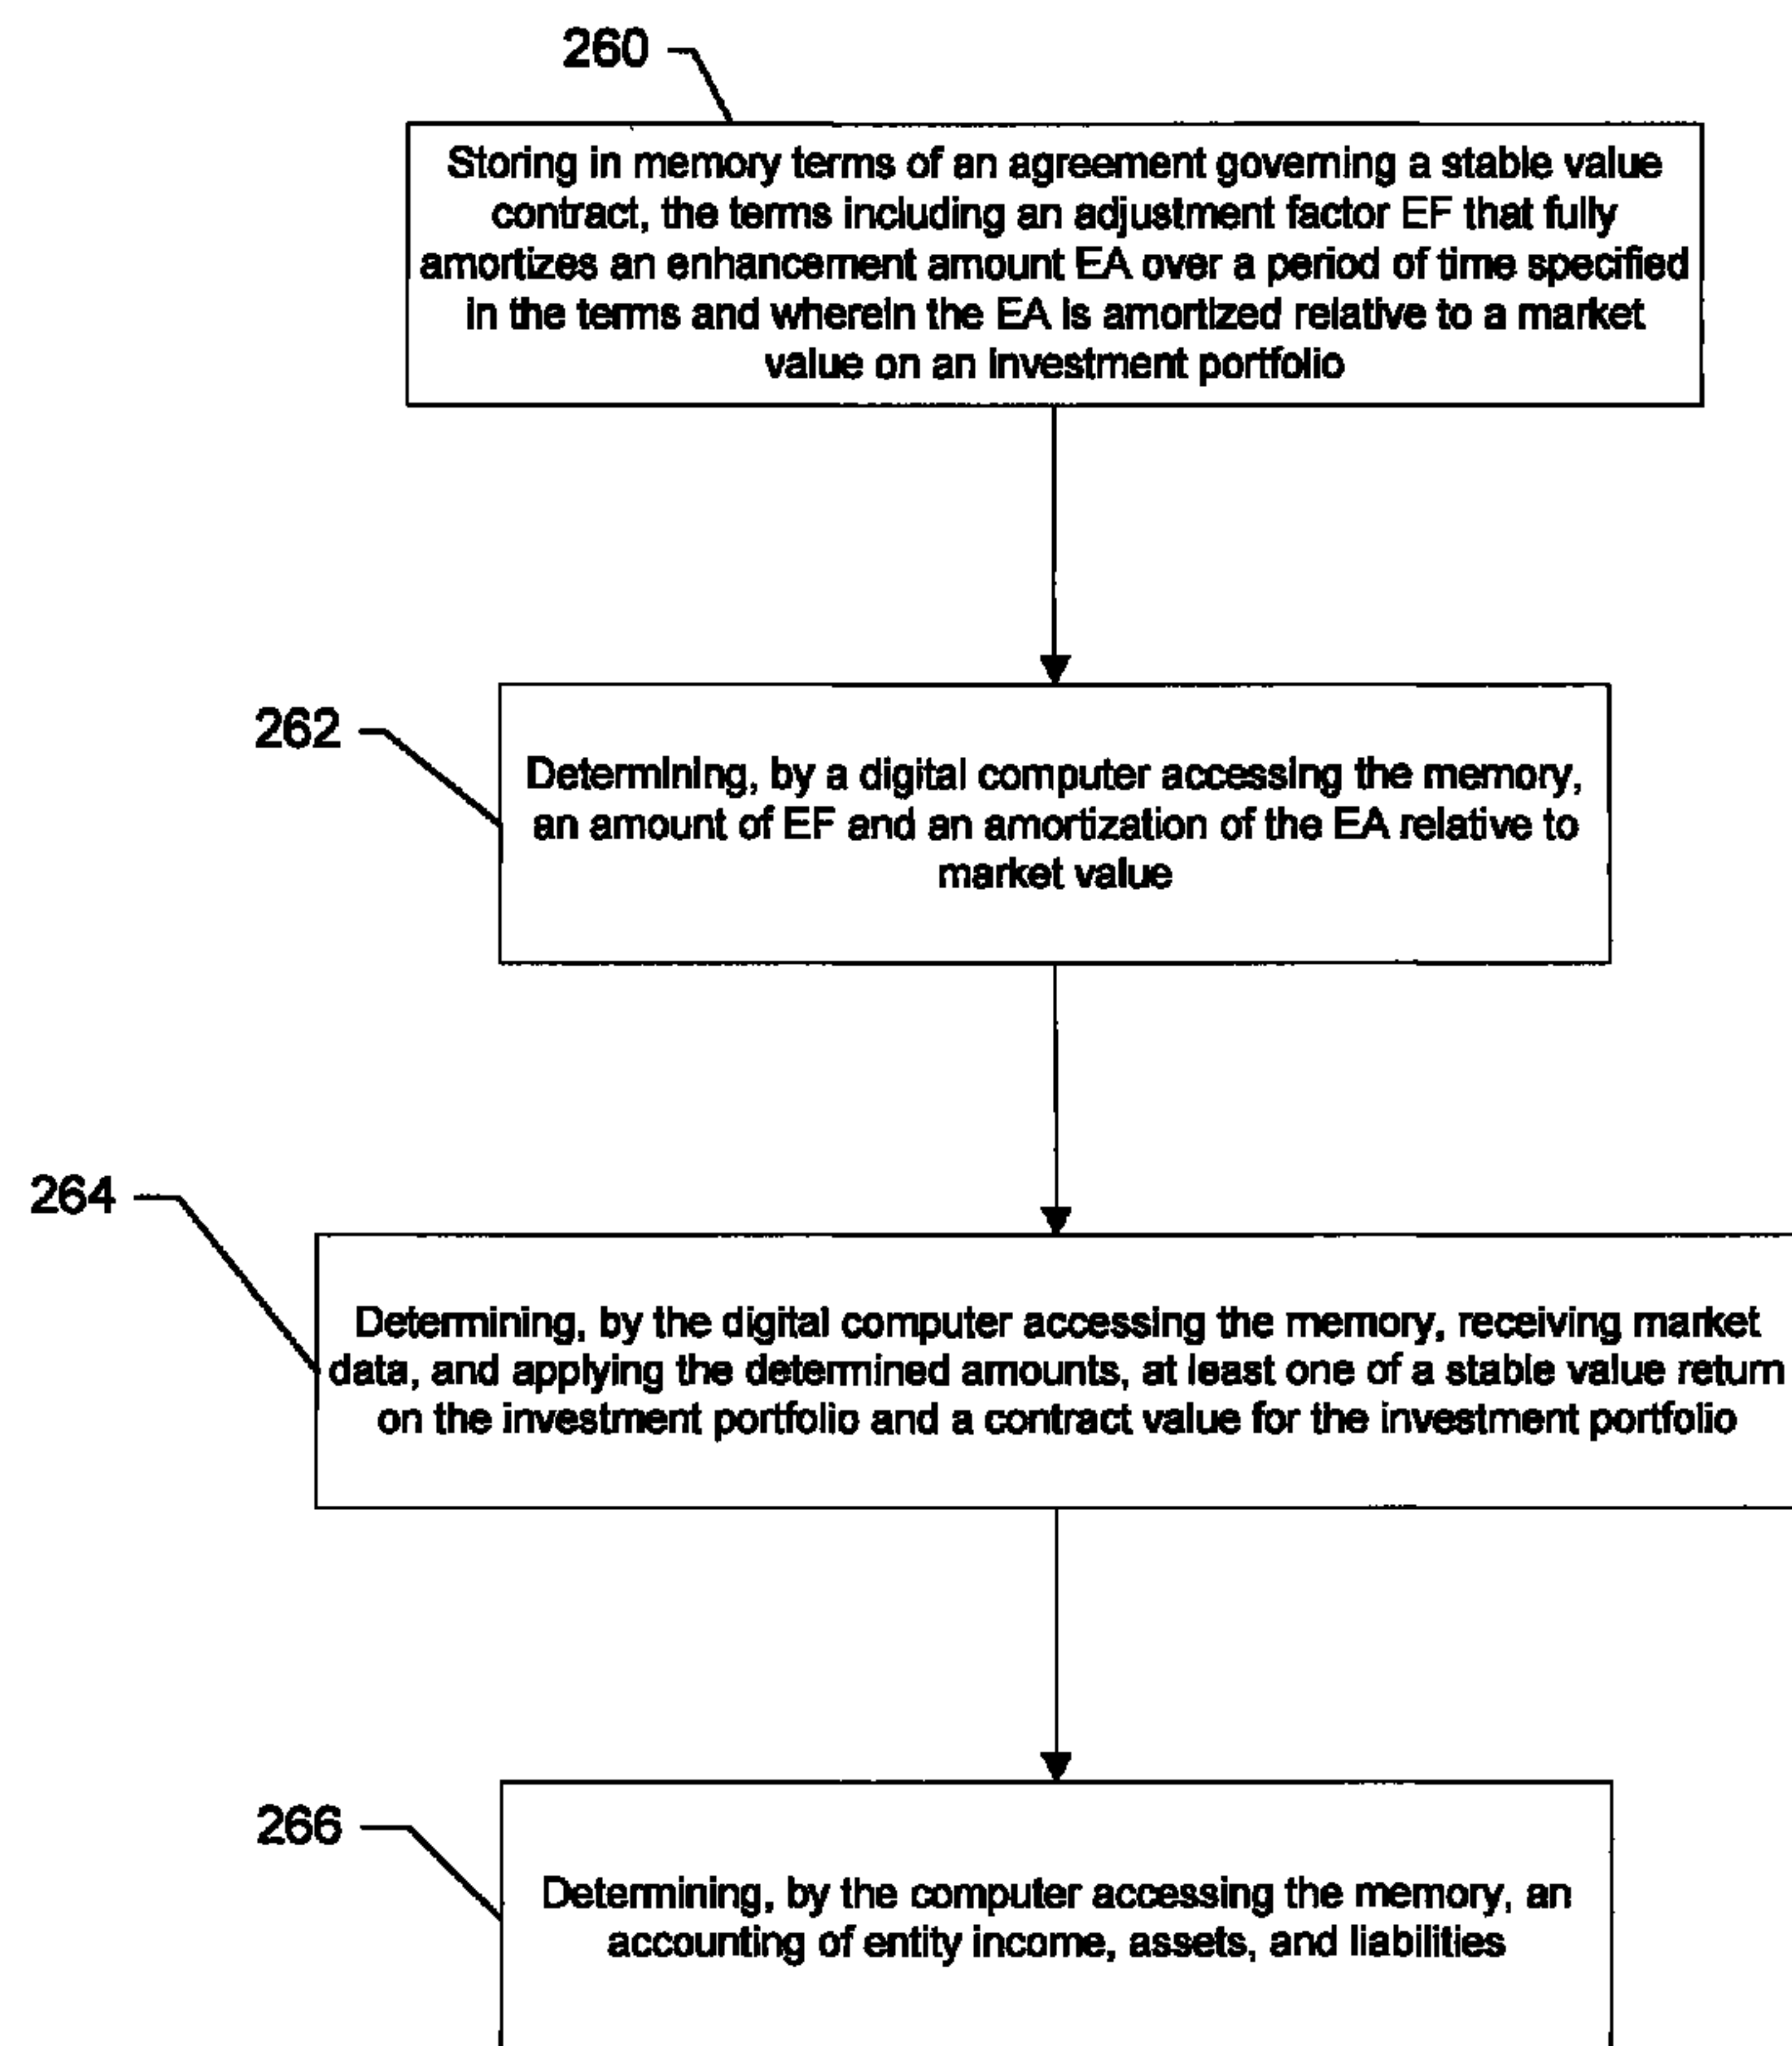 260
Storing in memory terms of an agreement governing a stable value
contract, the terms including an adjustment factor EF that fully
amortizes an enhancement amount EA over a period of time specified
in the terms and wherein the EA is amortized relative to a market
value on an investment portfolio
262
Determining, by a digital computer accessing the memory,
an amount of EF and an amortization of the EA relative to
market value
264
Determining, by the digital computer accessing the memory, receiving market
data, and applying the determined amounts, at least one of a stable value return
on the investment portfolio and a contract value for the investment portfolio
266
Determining, by the computer accessing the memory, an
accounting of entity income, assets, and liabilities